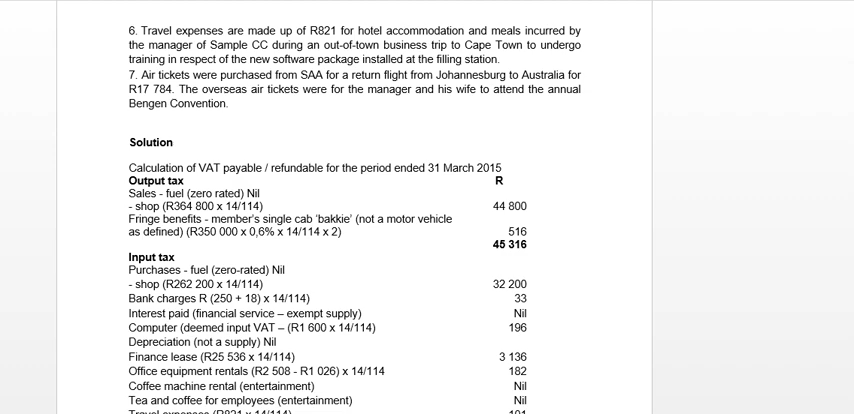 6. Travel expenses are made up of R821 for hotel accommodation and meals incurred by
the manager of Sample CC during an out-of-town business trip to Cape Town to undergo
training in respect of the new software package installed at the filling station.
7. Air tickets were purchased from SAA for a return flight from Johannesburg to Australia for
R17 784. The overseas air tickets were for the manager and his wife to attend the annual
Bengen Convention.
Solution
Calculation of VAT payable / refundable for the period ended 31 March 2015
Output tax R
Sales - fuel (zero rated) Nil
- shop (R364 800 x 14/114) 44 800
Fringe benefits - member's single cab 'bakkie' (not a motor vehicle
as defined) (R350 000 x 0,6% x 14/114 x 2) 516
45 316
Input tax
Purchases - fuel (zero-rated) Nil
- shop (R262 200 x 14/114) 32 200
Bank charges R (250 + 18) x 14/114) 33
Interest paid (financial service – exempt supply) Nil
Computer (deemed input VAT – (R1 600 x 14/114) 196
Depreciation (not a supply) Nil
Finance lease (R25 536 x 14/114) 3 136
Office equipment rentals (R2 508 - R1 026) x 14/114 182
Coffee machine rental (entertainment) Nil
Tea and coffee for employees (entertainment) Nil
Travel expenses (R821 x 14/114) 101